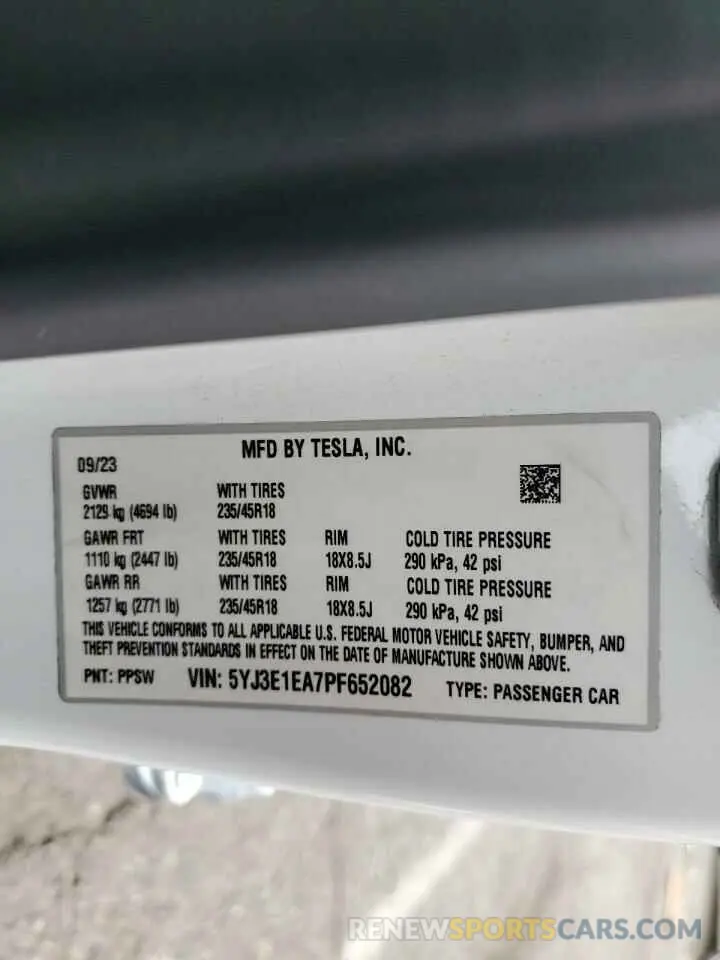 MFD BY TESLA, INC.
09/23
GVWR WITH TIRES
2129 kg (4694 lb) 235/45R18
GAWR FRT WITH TIRES RIM COLD TIRE PRESSURE
1110 kg (2447 lb) 235/45R18 18X8.5J 290 kPa, 42 psi
GAWR RR WITH TIRES RIM COLD TIRE PRESSURE
1257 kg (2771 lb) 235/45R18 18X8.5J 290 kPa, 42 psi
THIS VEHICLE CONFORMS TO ALL APPLICABLE U.S. FEDERAL MOTOR VEHICLE SAFETY, BUMPER, AND
THEFT PREVENTION STANDARDS IN EFFECT ON THE DATE OF MANUFACTURE SHOWN ABOVE.
PNT: PPSW VIN: 5YJ3E1EA7PF652082 TYPE: PASSENGER CAR
RENEWSPORTSCARS.COM